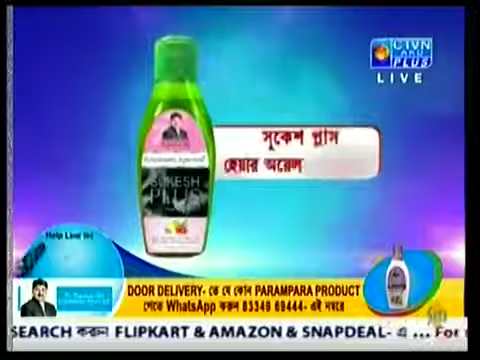 CTVN
AKD
PLUS
LIVE
সুকেশ প্লাস
হেয়ার অয়েল
SUKESH
PLUS
Help Line No
DOOR DELIVERY- তে যে কোন PARAMPARA PRODUCT
পেতে WhatsApp করুন 83349 69444- এই নম্বরে
SEARCH করুন FLIPKART & AMAZON & SNAPDEAL- এ ... For